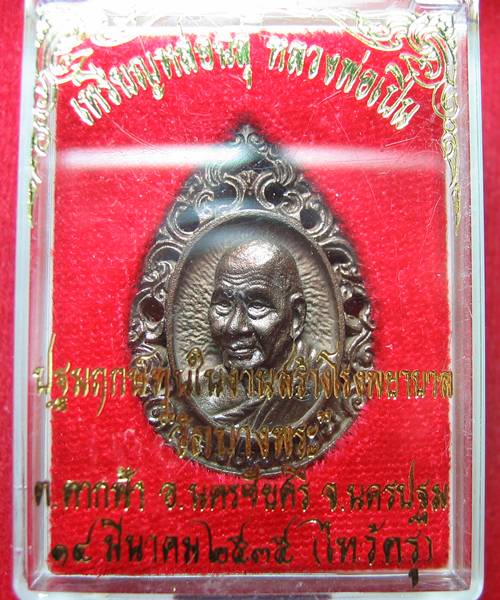 เหรียญหม่อนลุ หลวงพ่อเปิ่น
ปฐมฤกษ์ทุนในงานสร้างโรงพยาบาล
วัดบางพระ
ต.ตากฟ้า อ.นครชัยศรี จ.นครปฐม
๑๔ มีนาคม ๒๕๓๕ (ไหว้ครู)